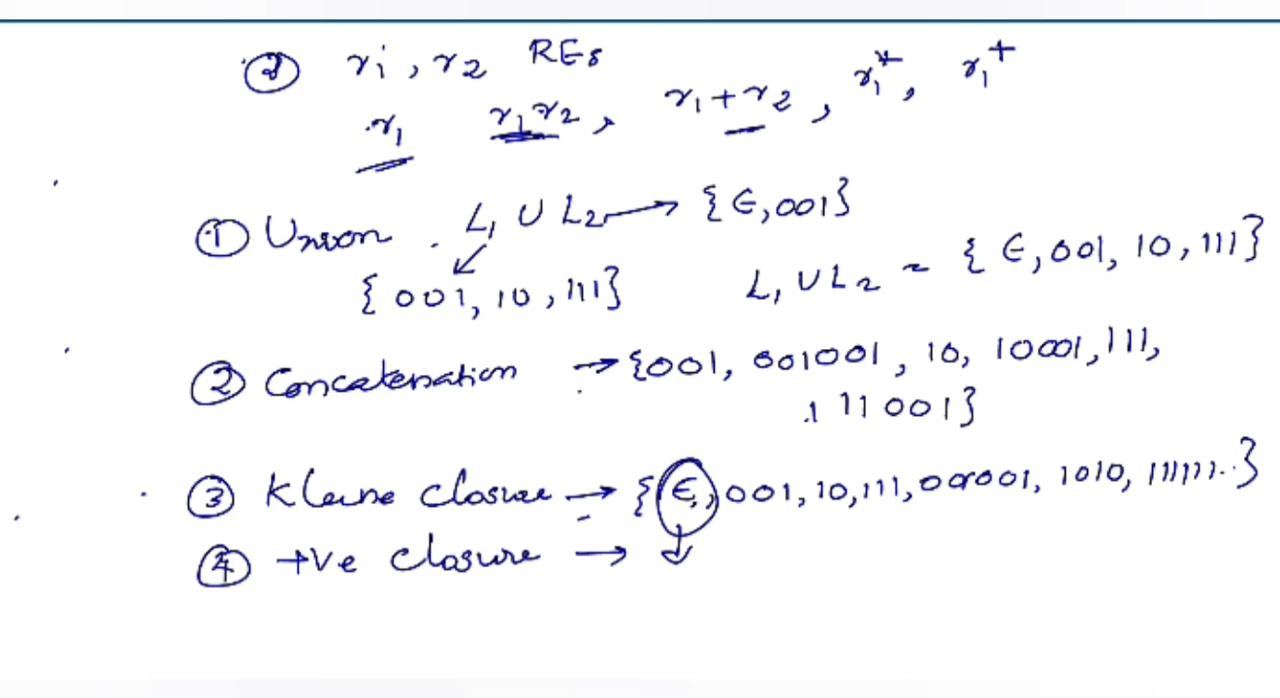 ③ r₁, r₂ REs
r₁ r₁r₂, r₁+r₂, r₁*, r₁⁺
① Union L₁ U L₂ → {ϵ,001}
{001, 10, 111} L₁ U L₂ = {ϵ,001, 10, 111}
② Concatenation → {001, 001001, 10, 10001, 111,
111001}
③ Kleene closure → {ϵ,001,10,111,001001, 1010, 111111..}
④ +ve closure →